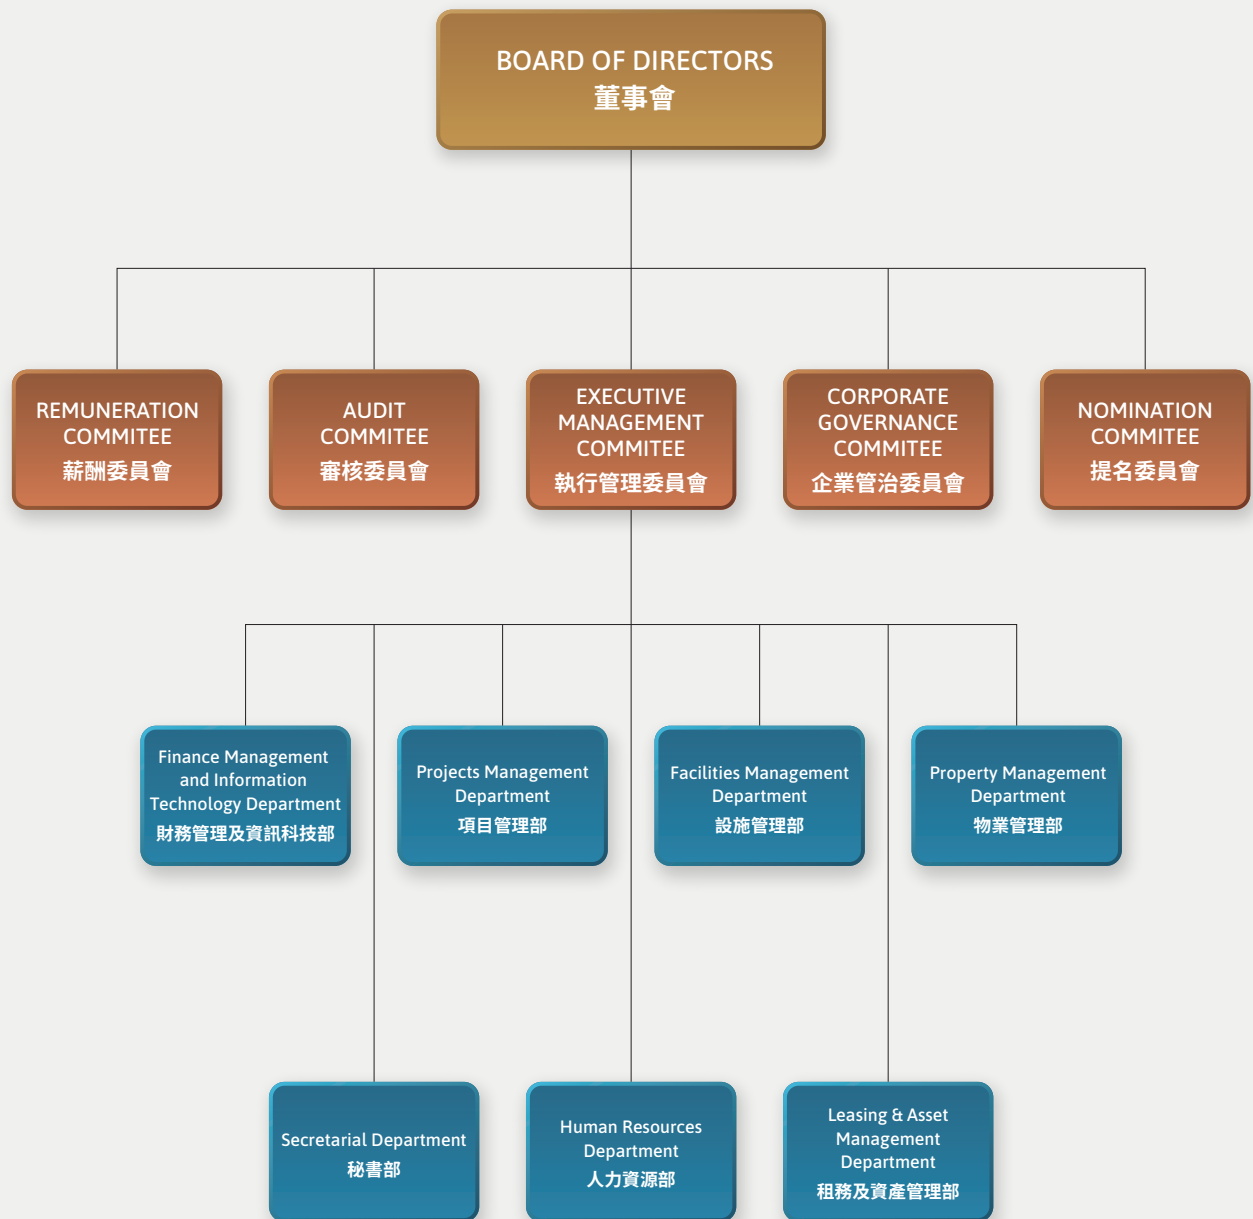 BOARD OF DIRECTORS
董事會
REMUNERATION
COMMITEE
薪酬委員會
AUDIT
COMMITEE
審核委員會
EXECUTIVE
MANAGEMENT
COMMITEE
執行管理委員會
CORPORATE
GOVERNANCE
COMMITEE
企業管治委員會
NOMINATION
COMMITEE
提名委員會
Finance Management
and Information
Technology Department
財務管理及資訊科技部
Projects Management
Department
項目管理部
Facilities Management
Department
設施管理部
Property Management
Department
物業管理部
Secretarial Department
秘書部
Human Resources
Department
人力資源部
Leasing & Asset
Management
Department
租務及資產管理部